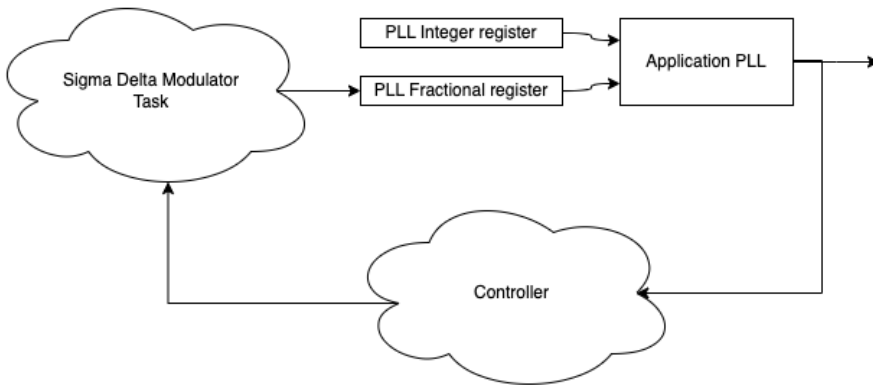 PLL Integer register
Sigma Delta Modulator
Task
PLL Fractional register
Application PLL
Controller